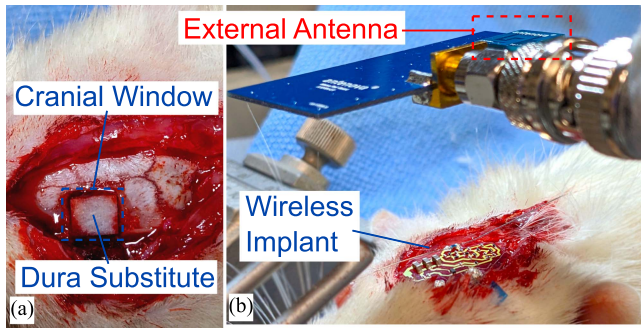 External Antenna
Cranial Window
Wireless
Implant
Dura Substitute
(a)
(b)